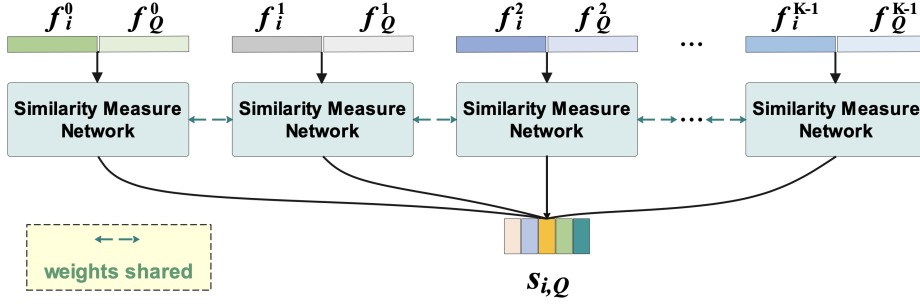 f_i^0 f_Q^0 f_i^1 f_Q^1 f_i^2 f_Q^2 ... f_i^{K-1} f_Q^{K-1}
Similarity Measure
Network
Similarity Measure
Network
Similarity Measure
Network
...
Similarity Measure
Network
weights shared
s_{i,Q}